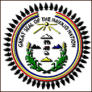 GREAT SEAL OF THE NAVAJO NATION